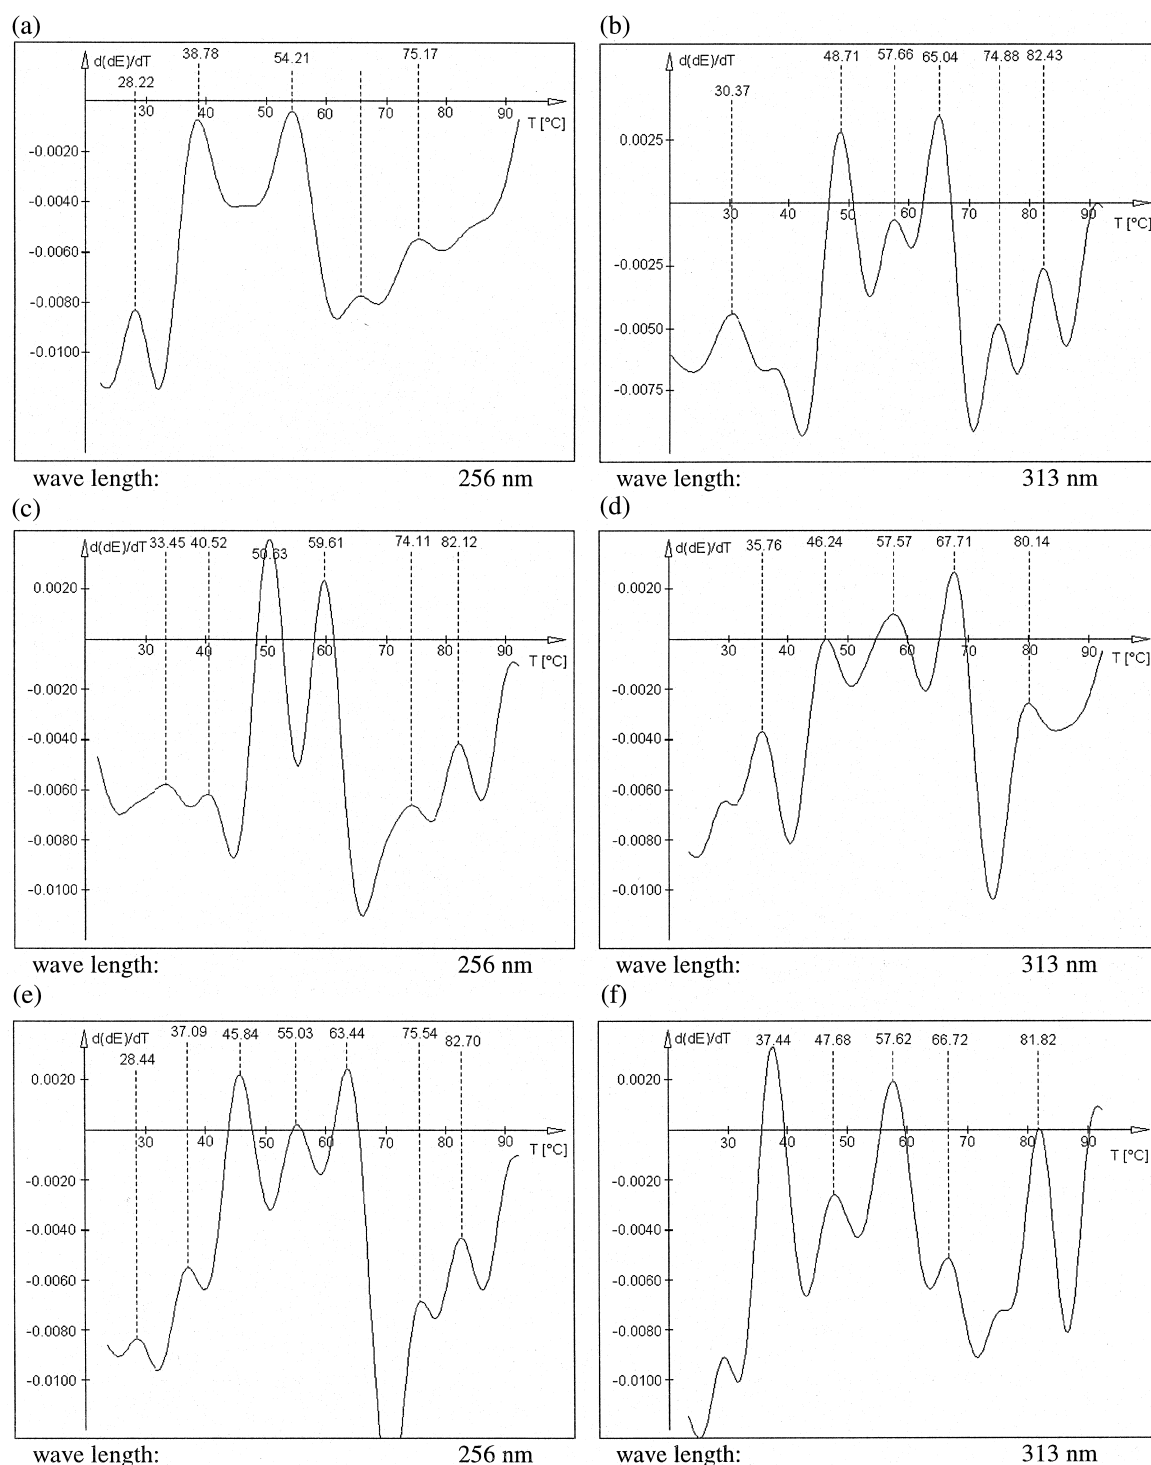 (a)
d(dE)/dT
28.22
38.78
54.21
75.17
30 40 50 60 70 80 90
T [°C]
-0.0020
-0.0040
-0.0060
-0.0080
-0.0100
wave length: 256 nm
(b)
d(dE)/dT
30.37
48.71 57.66 65.04 74.88 82.43
0.0025
30 40 50 60 70 80 90
T [°C]
-0.0025
-0.0050
-0.0075
wave length: 313 nm
(c)
d(dE)/dT 33.45 40.52 50.63 59.61 74.11 82.12
0.0020
30 40 50 60 70 80 90
T [°C]
-0.0020
-0.0040
-0.0060
-0.0080
-0.0100
wave length: 256 nm
(d)
d(dE)/dT 35.76 46.24 57.57 67.71 80.14
0.0020
30 40 50 60 70 80 90
T [°C]
-0.0020
-0.0040
-0.0060
-0.0080
-0.0100
wave length: 313 nm
(e)
d(dE)/dT
28.44
37.09 45.84 55.03 63.44 75.54 82.70
0.0020
30 40 50 60 70 80 90
T [°C]
-0.0020
-0.0040
-0.0060
-0.0080
-0.0100
wave length: 256 nm
(f)
d(dE)/dT 37.44 47.68 57.62 66.72 81.82
0.0020
30 40 50 60 70 80 90
T [°C]
-0.0020
-0.0040
-0.0060
-0.0080
-0.0100
wave length: 313 nm